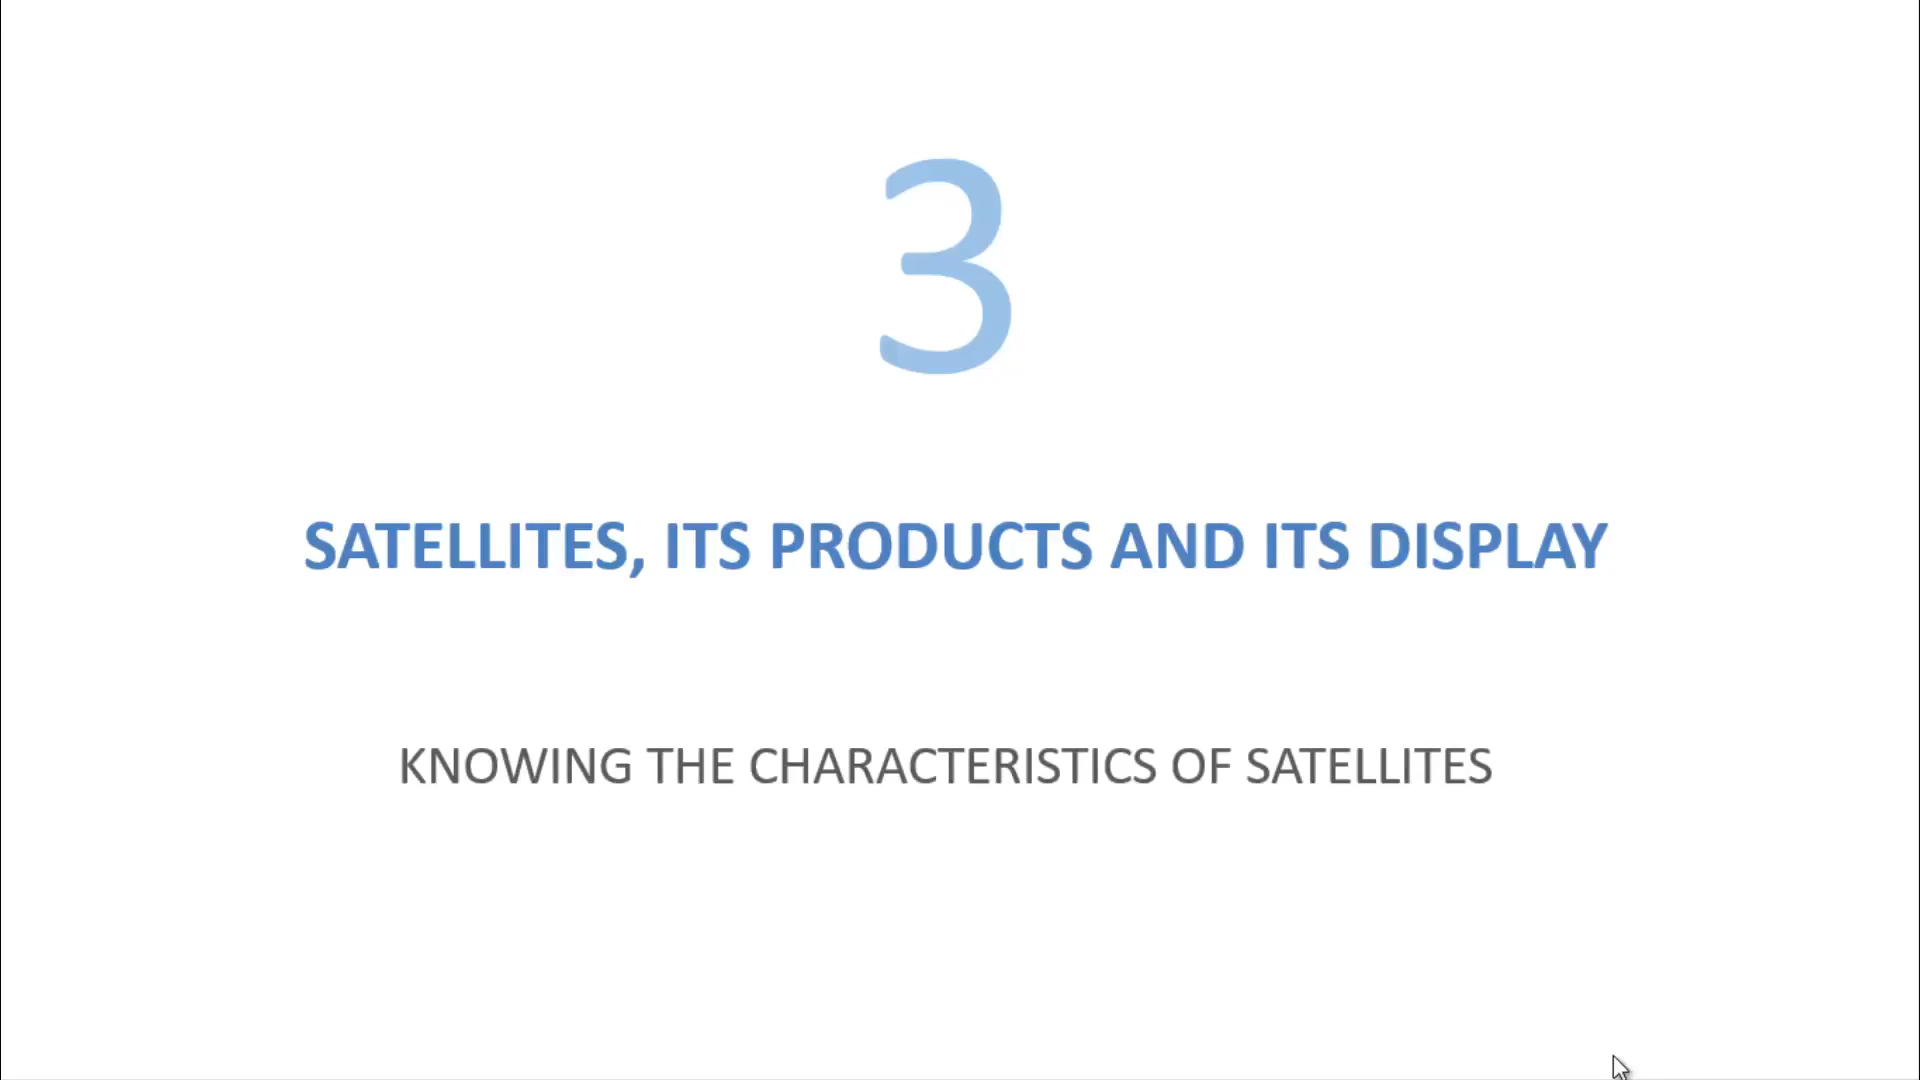 3
SATELLITES, ITS PRODUCTS AND ITS DISPLAY
KNOWING THE CHARACTERISTICS OF SATELLITES